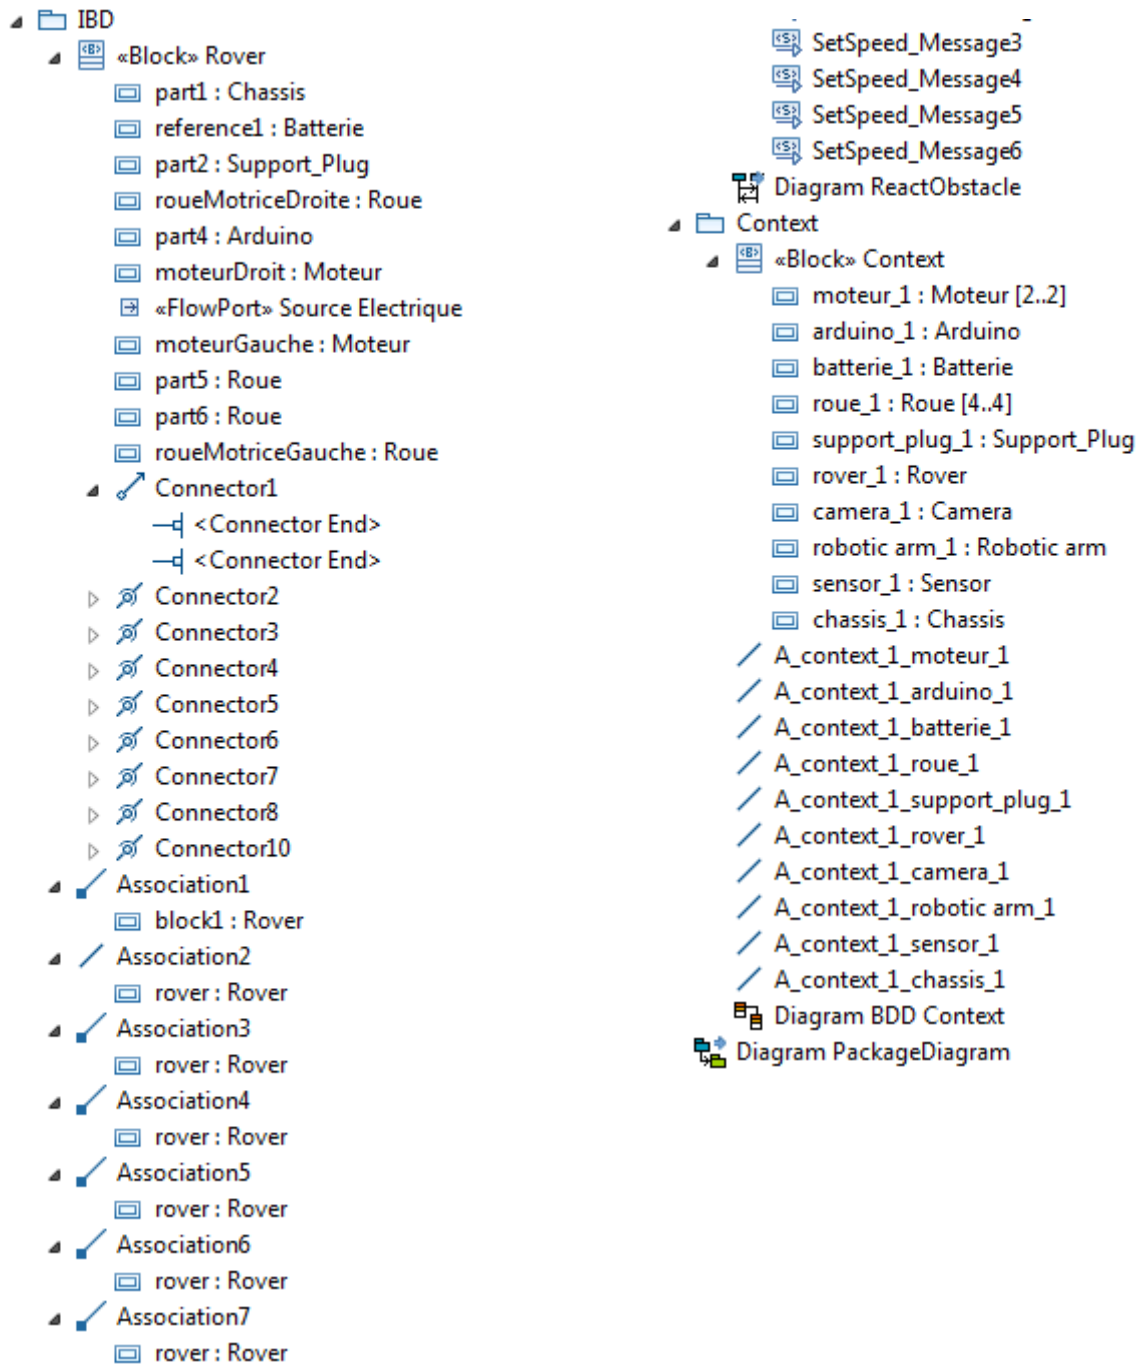 IBD
«Block» Rover
part1 : Chassis
reference1 : Batterie
part2 : Support_Plug
roueMotriceDroite : Roue
part4 : Arduino
moteurDroit : Moteur
«FlowPort» Source Electrique
moteurGauche : Moteur
part5 : Roue
part6 : Roue
roueMotriceGauche : Roue
Connector1
<Connector End>
<Connector End>
Connector2
Connector3
Connector4
Connector5
Connector6
Connector7
Connector8
Connector10
Association1
block1 : Rover
Association2
rover : Rover
Association3
rover : Rover
Association4
rover : Rover
Association5
rover : Rover
Association6
rover : Rover
Association7
rover : Rover
SetSpeed_Message3
SetSpeed_Message4
SetSpeed_Message5
SetSpeed_Message6
Diagram ReactObstacle
Context
«Block» Context
moteur_1 : Moteur [2..2]
arduino_1 : Arduino
batterie_1 : Batterie
roue_1 : Roue [4..4]
support_plug_1 : Support_Plug
rover_1 : Rover
camera_1 : Camera
robotic arm_1 : Robotic arm
sensor_1 : Sensor
chassis_1 : Chassis
A_context_1_moteur_1
A_context_1_arduino_1
A_context_1_batterie_1
A_context_1_roue_1
A_context_1_support_plug_1
A_context_1_rover_1
A_context_1_camera_1
A_context_1_robotic arm_1
A_context_1_sensor_1
A_context_1_chassis_1
Diagram BDD Context
Diagram PackageDiagram